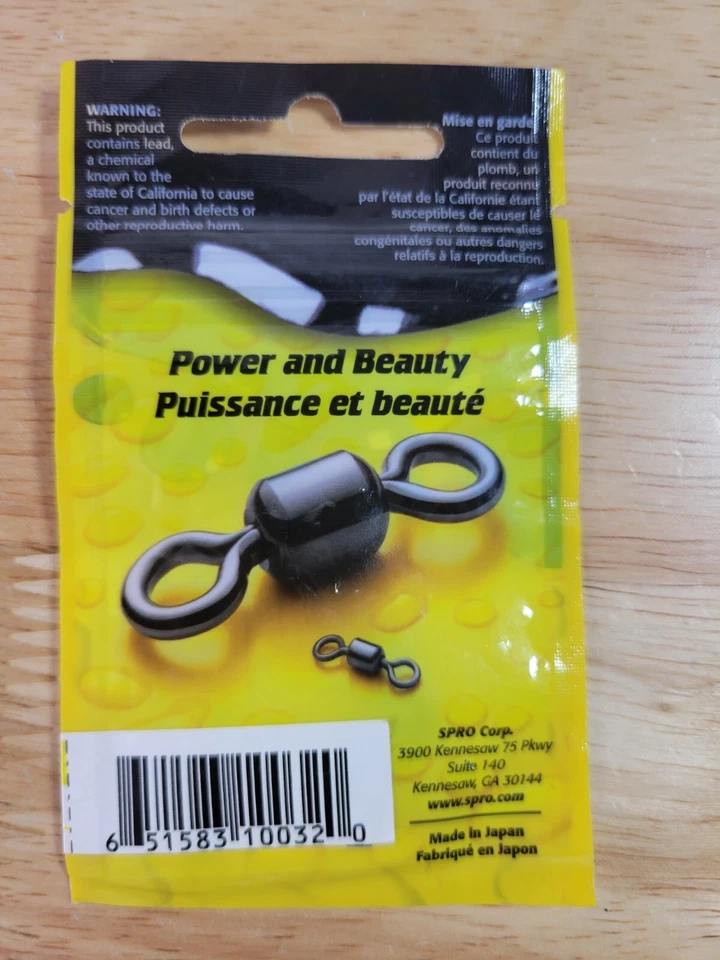 WARNING:
This product
contains lead,
a chemical
known to the
state of California to cause
cancer and birth defects or
other reproductive harm.
Mise en garde
Ce produit
contient du
plomb, un
produit reconnu
par l'état de la Californie étant
susceptibles de causer le
cancer, des anomalies
congénitales ou autres dangers
relatifs à la reproduction.
Power and Beauty
Puissance et beauté
SPRO Corp.
3900 Kennesaw 75 Pkwy
Suite 140
Kennesaw, GA 30144
www.spro.com
Made in Japan
Fabriqué en Japon
6 51583 10032 0